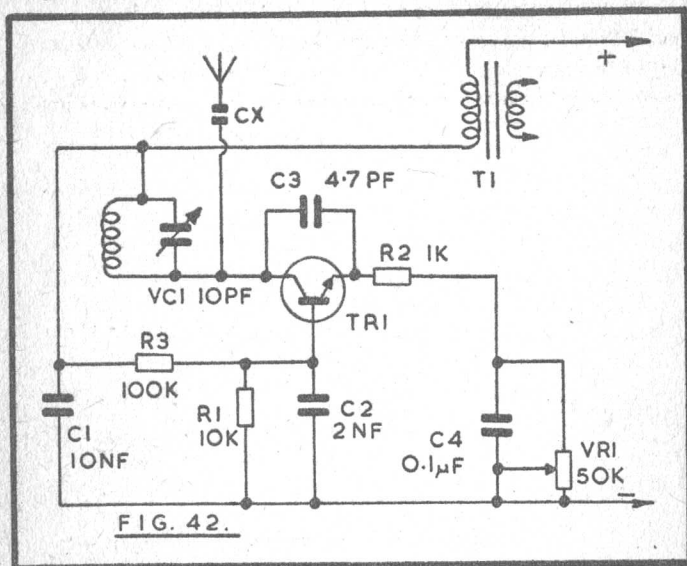 +
CX
T1
C3 4·7 PF
R2 1K
VC1 10PF
TR1
R3
100K
C1
10NF
R1
10K
C2
2NF
C4
0·1µF
VR1
50K
−
FIG. 42.